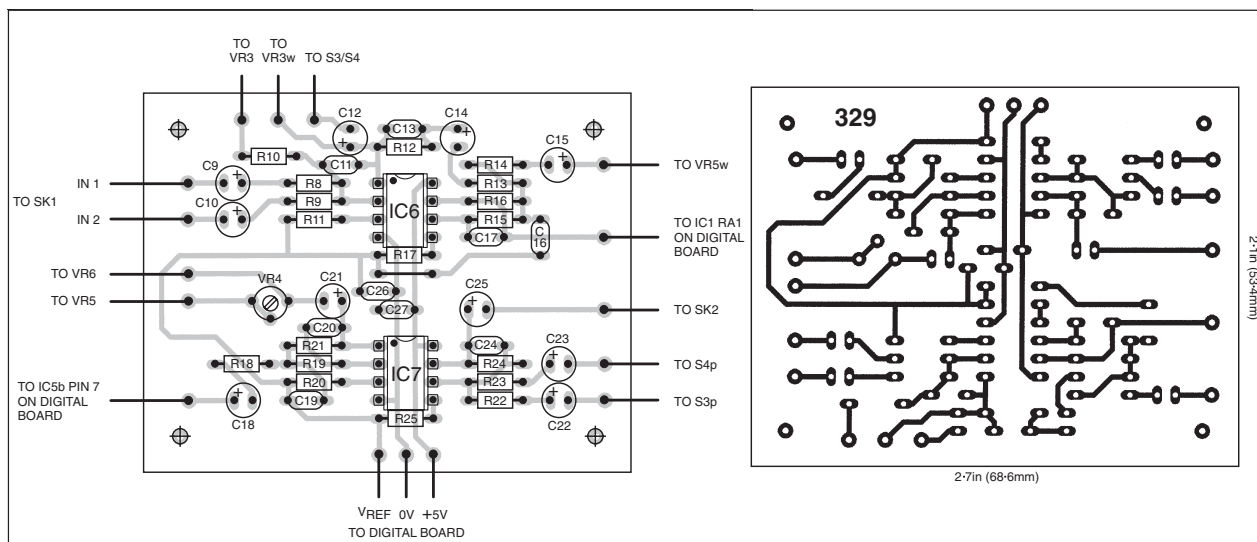 TO
VR3
TO
VR3w
TO S3/S4
C12
C13
C14
R12
C15
TO VR5w
R10
C11
R14
C9
IN 1
R8
R13
TO SK1
C10
R9
IC6
R16
IN 2
R11
R15
C17
C
16
TO IC1 RA1
ON DIGITAL
BOARD
R17
TO VR6
VR4
C21
C26
C25
TO VR5
C27
TO SK2
C20
R21
C24
C23
R18
R19
IC7
R24
TO S4p
R20
R23
TO IC5b PIN 7
ON DIGITAL
BOARD
C19
R22
TO S3p
C18
R25
C22
VREF 0V +5V
TO DIGITAL BOARD
329
2·1in (53·4mm)
2·7in (68·6mm)